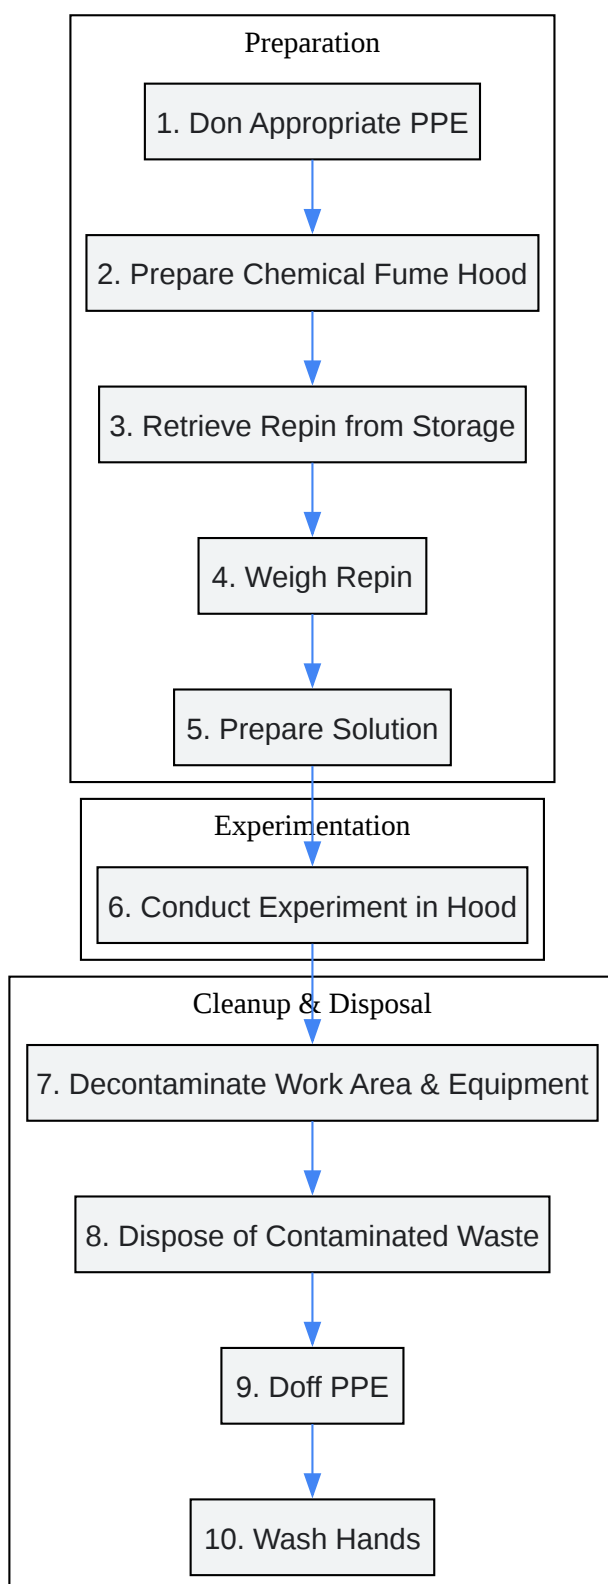 Preparation
1. Don Appropriate PPE
2. Prepare Chemical Fume Hood
3. Retrieve Repin from Storage
4. Weigh Repin
5. Prepare Solution
Experimentation
6. Conduct Experiment in Hood
Cleanup & Disposal
7. Decontaminate Work Area & Equipment
8. Dispose of Contaminated Waste
9. Doff PPE
10. Wash Hands